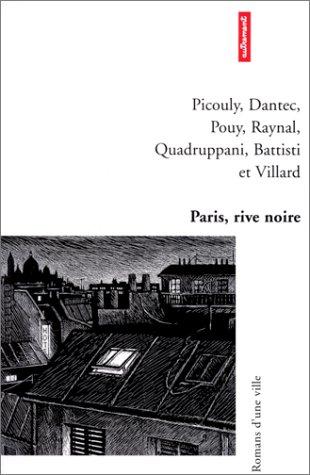 autrement
Picouly, Dantec,
Pouy, Raynal,
Quadruppani, Battisti
et Villard
Paris, rive noire
Romans d'une ville